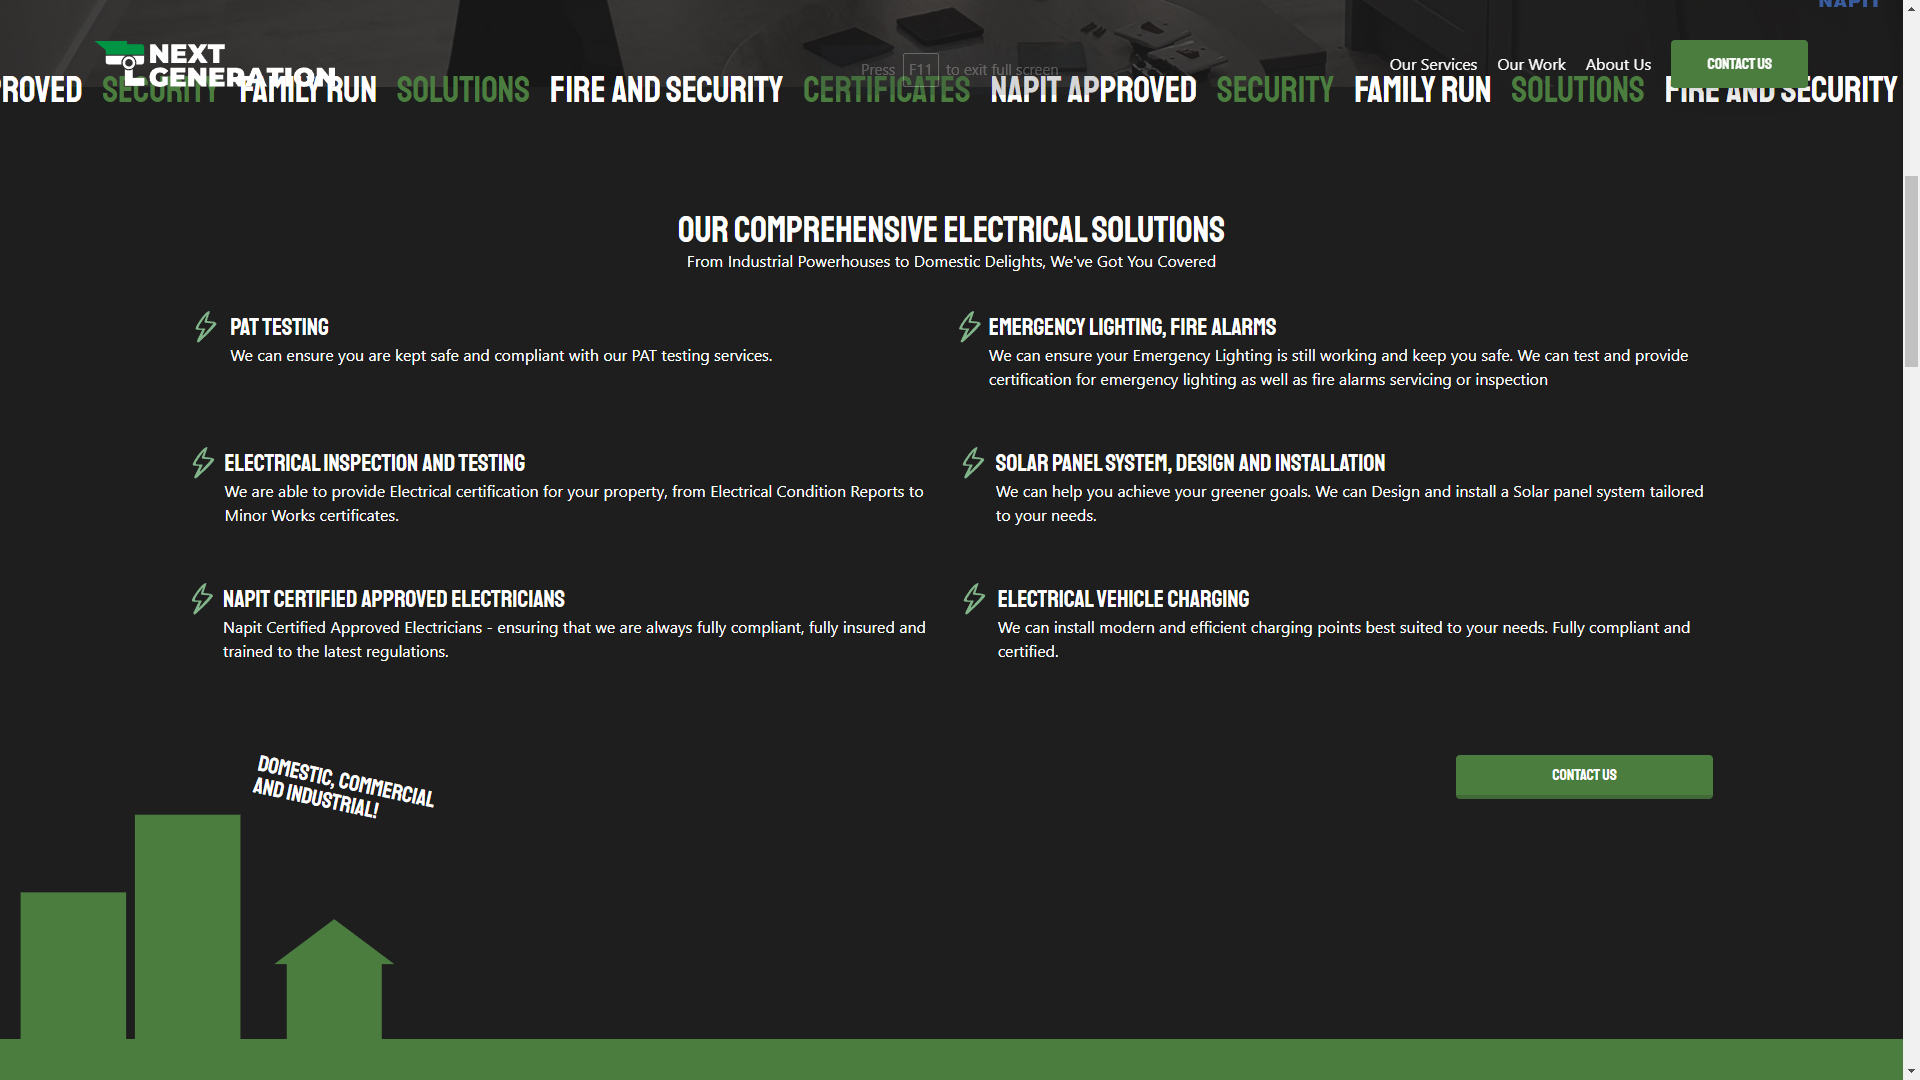 NAPIT
NEXT
GENERATION
Press F11 to exit full screen
Our Services Our Work About Us CONTACT US
PROVED SECURITY FAMILY RUN SOLUTIONS FIRE AND SECURITY CERTIFICATES NAPIT APPROVED SECURITY FAMILY RUN SOLUTIONS FIRE AND SECURITY
OUR COMPREHENSIVE ELECTRICAL SOLUTIONS
From Industrial Powerhouses to Domestic Delights, We've Got You Covered
PAT TESTING
We can ensure you are kept safe and compliant with our PAT testing services.
EMERGENCY LIGHTING, FIRE ALARMS
We can ensure your Emergency Lighting is still working and keep you safe. We can test and provide
certification for emergency lighting as well as fire alarms servicing or inspection
ELECTRICAL INSPECTION AND TESTING
We are able to provide Electrical certification for your property, from Electrical Condition Reports to
Minor Works certificates.
SOLAR PANEL SYSTEM, DESIGN AND INSTALLATION
We can help you achieve your greener goals. We can Design and install a Solar panel system tailored
to your needs.
NAPIT CERTIFIED APPROVED ELECTRICIANS
Napit Certified Approved Electricians - ensuring that we are always fully compliant, fully insured and
trained to the latest regulations.
ELECTRICAL VEHICLE CHARGING
We can install modern and efficient charging points best suited to your needs. Fully compliant and
certified.
DOMESTIC, COMMERCIAL
AND INDUSTRIAL!
CONTACT US